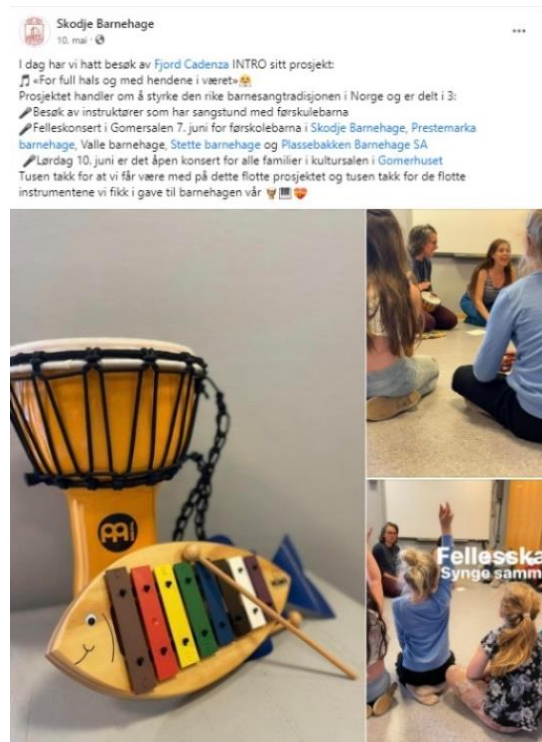 Skodje Barnehage
10. mai ·
I dag har vi hatt besøk av Fjord Cadenza INTRO sitt prosjekt:
🎵 «For full hals og med hendene i været»🤗
Prosjektet handler om å styrke den rike barnesangtradisjonen i Norge og er delt i 3:
🎤Besøk av instruktører som har sangstund med førskulebarna
🎤Felleskonsert i Gomersalen 7. juni for førskolebarna i Skodje Barnehage, Prestemarka
barnehage, Valle barnehage, Stette barnehage og Plassebakken Barnehage SA
🎤Lørdag 10. juni er det åpen konsert for alle familier i kultursalen i Gomerhuset
Tusen takk for at vi får være med på dette flotte prosjektet og tusen takk for de flotte
instrumentene vi fikk i gave til barnehagen vår
Fellesska
Synge samm